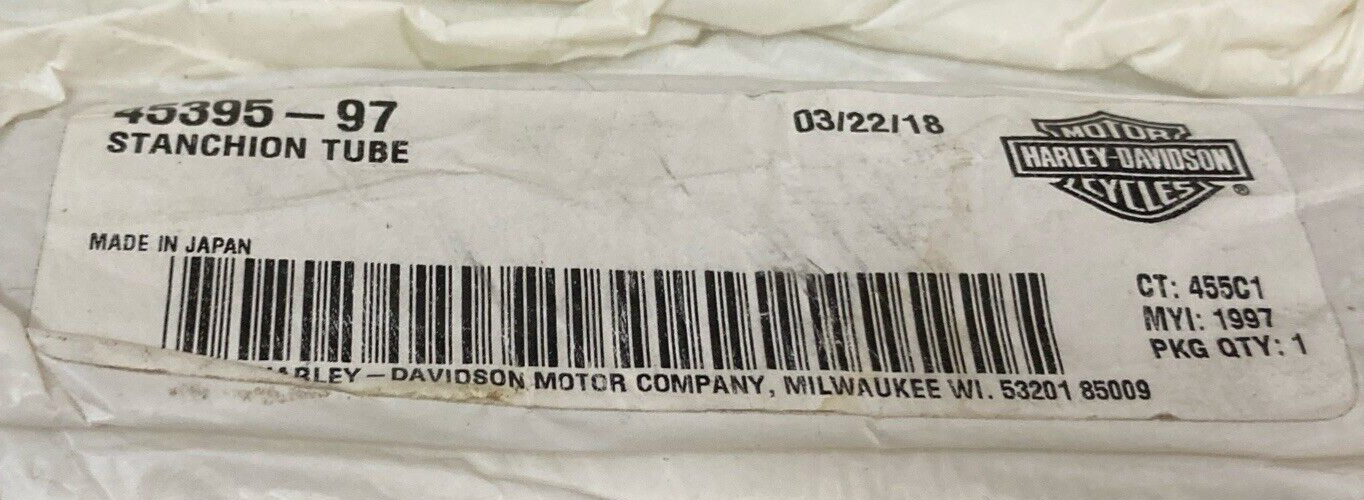 45395-97
STANCHION TUBE
03/22/18
MOTOR
HARLEY-DAVIDSON
CYCLES
®
MADE IN JAPAN
CT: 455C1
MYI: 1997
PKG QTY: 1
HARLEY-DAVIDSON MOTOR COMPANY, MILWAUKEE WI. 53201 85009